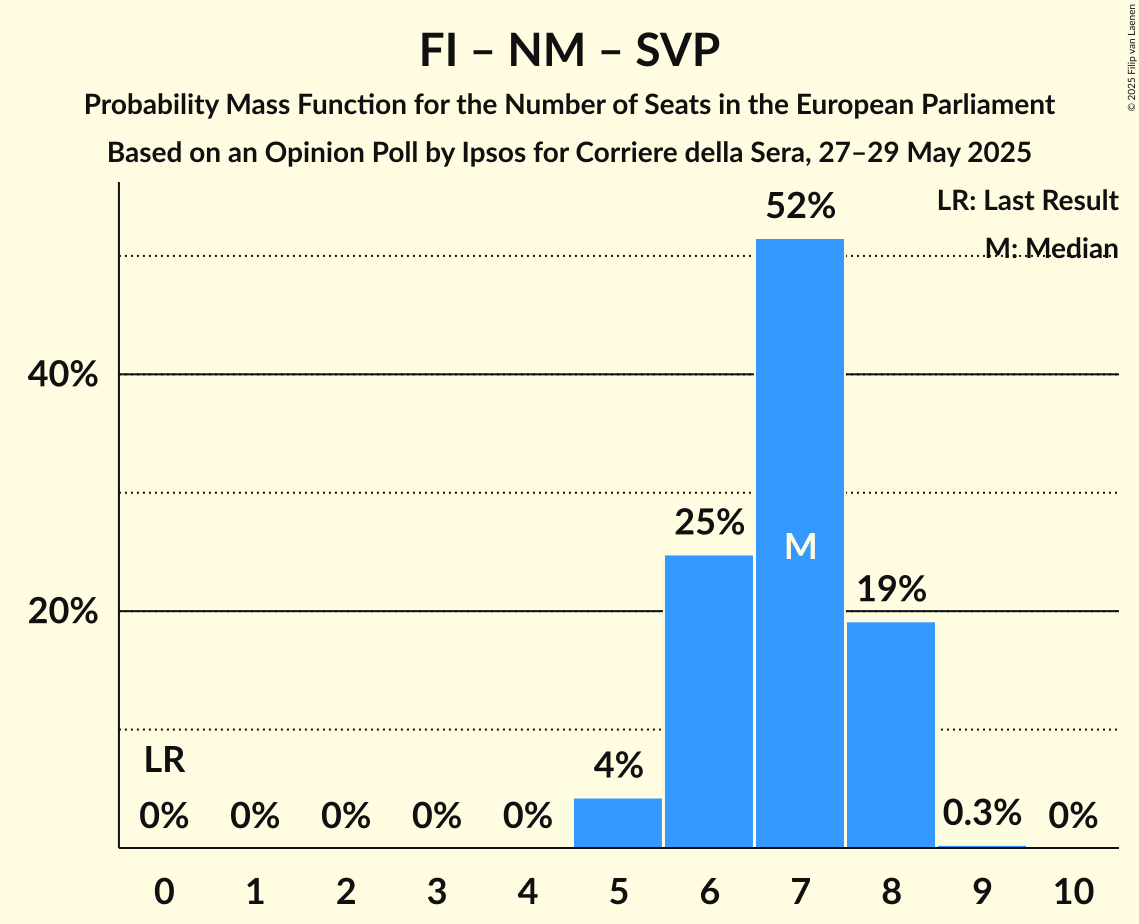 FI – NM – SVP
Probability Mass Function for the Number of Seats in the European Parliament
Based on an Opinion Poll by Ipsos for Corriere della Sera, 27–29 May 2025
© 2025 Filip van Laenen
LR: Last Result
M: Median
52%
40%
25%
M
20%
19%
LR
4%
0% 0% 0% 0% 0% 0.3% 0%
0 1 2 3 4 5 6 7 8 9 10